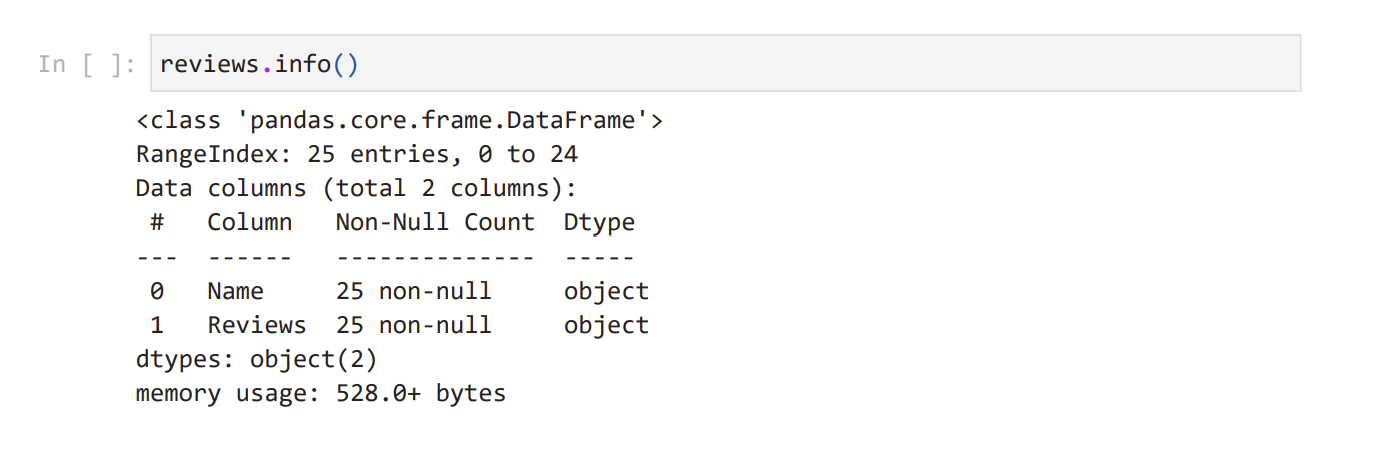 In [ ]: reviews.info()
<class 'pandas.core.frame.DataFrame'>
RangeIndex: 25 entries, 0 to 24
Data columns (total 2 columns):
 #   Column   Non-Null Count  Dtype
---  ------   --------------  -----
 0   Name     25 non-null     object
 1   Reviews  25 non-null     object
dtypes: object(2)
memory usage: 528.0+ bytes